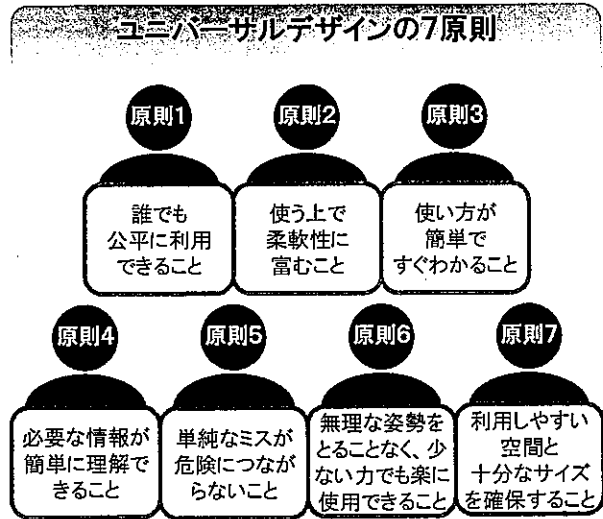 ユニバーサルデザインの7原則
原則1
原則2
原則3
誰でも
公平に利用
できること
使う上で
柔軟性に
富むこと
使い方が
簡単で
すぐわかること
原則4
原則5
原則6
原則7
必要な情報が
簡単に理解で
きること
単純なミスが
危険につなが
らないこと
無理な姿勢を
とることなく、少
ない力でも楽に
使用できること
利用しやすい
空間と
十分なサイズ
を確保すること